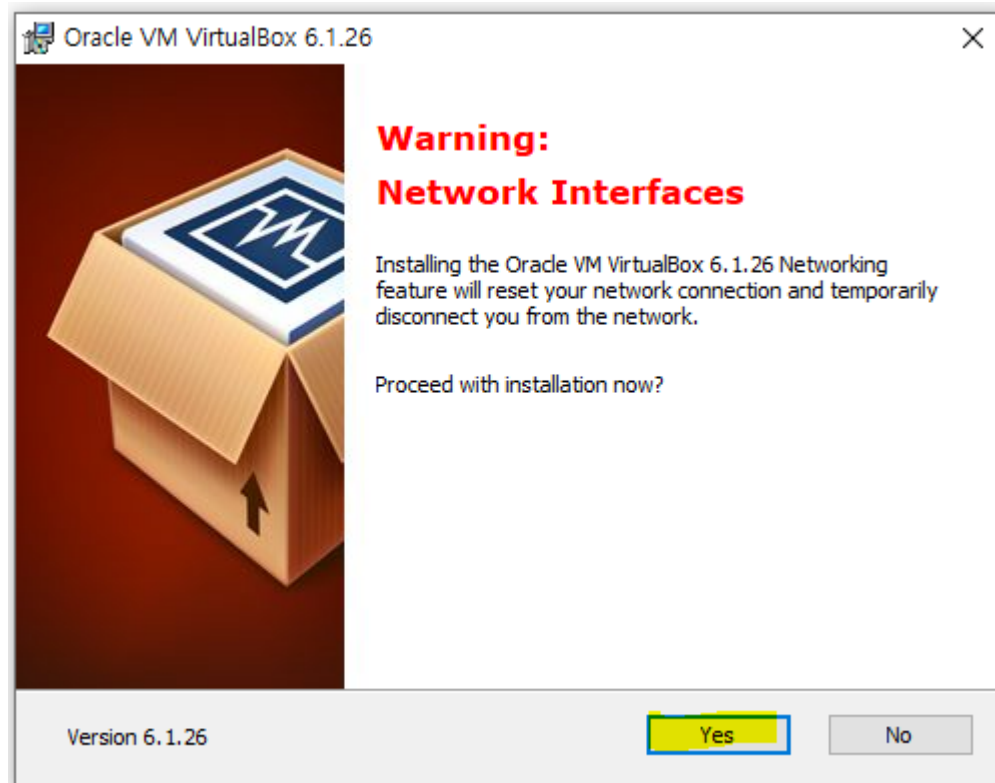 Oracle VM VirtualBox 6.1.26
Warning:
Network Interfaces
Installing the Oracle VM VirtualBox 6.1.26 Networking
feature will reset your network connection and temporarily
disconnect you from the network.
Proceed with installation now?
Version 6.1.26
Yes
No